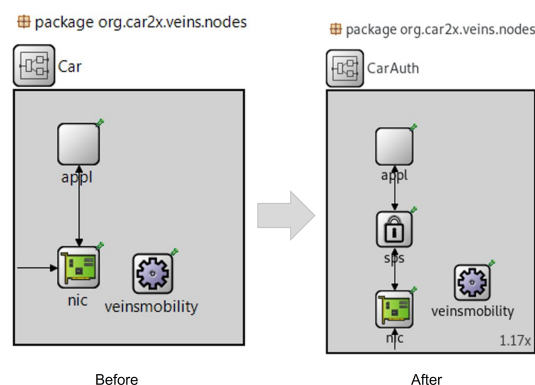 package org.car2x.veins.nodes
Car
appl
nic
veinsmobility
Before
package org.car2x.veins.nodes
CarAuth
appl
sps
nic
veinsmobility
1.17x
After